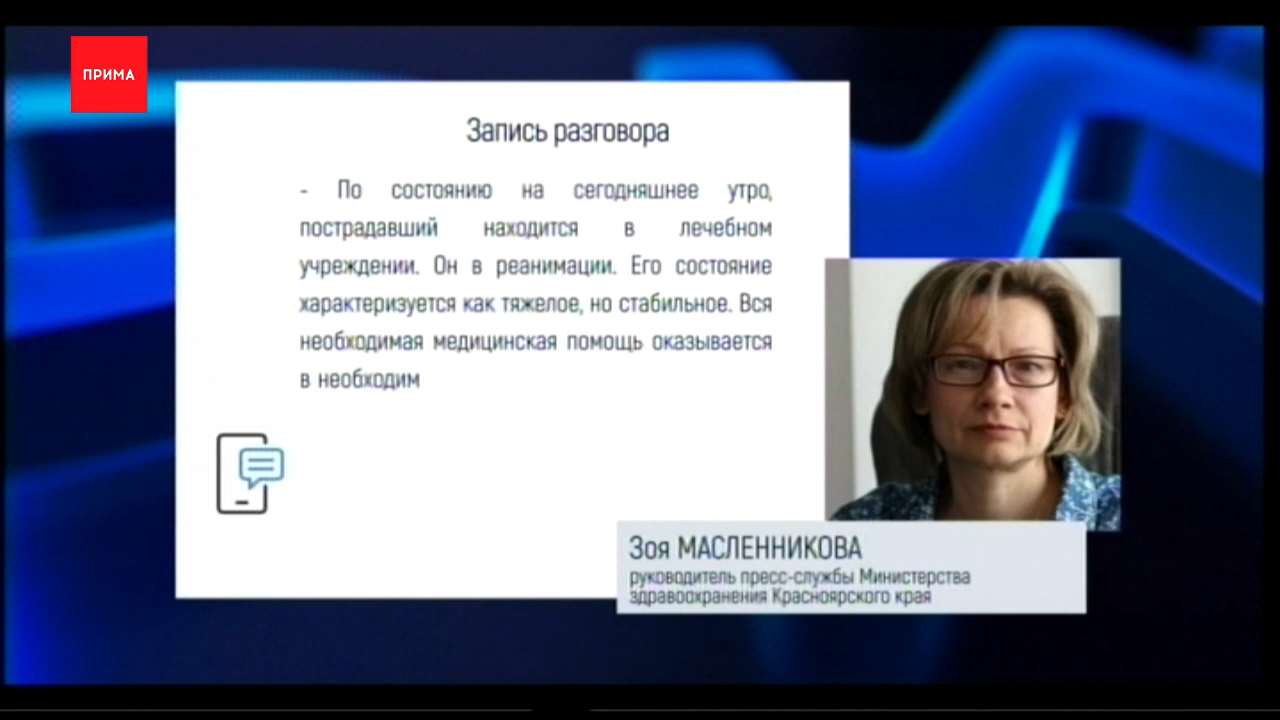 ПРИМА
Запись разговора
- По состоянию на сегодняшнее утро,
пострадавший находится в лечебном
учреждении. Он в реанимации. Его состояние
характеризуется как тяжелое, но стабильное. Вся
необходимая медицинская помощь оказывается
в необходим
Зоя МАСЛЕННИКОВА
руководитель пресс-службы Министерства
здравоохранения Красноярского края